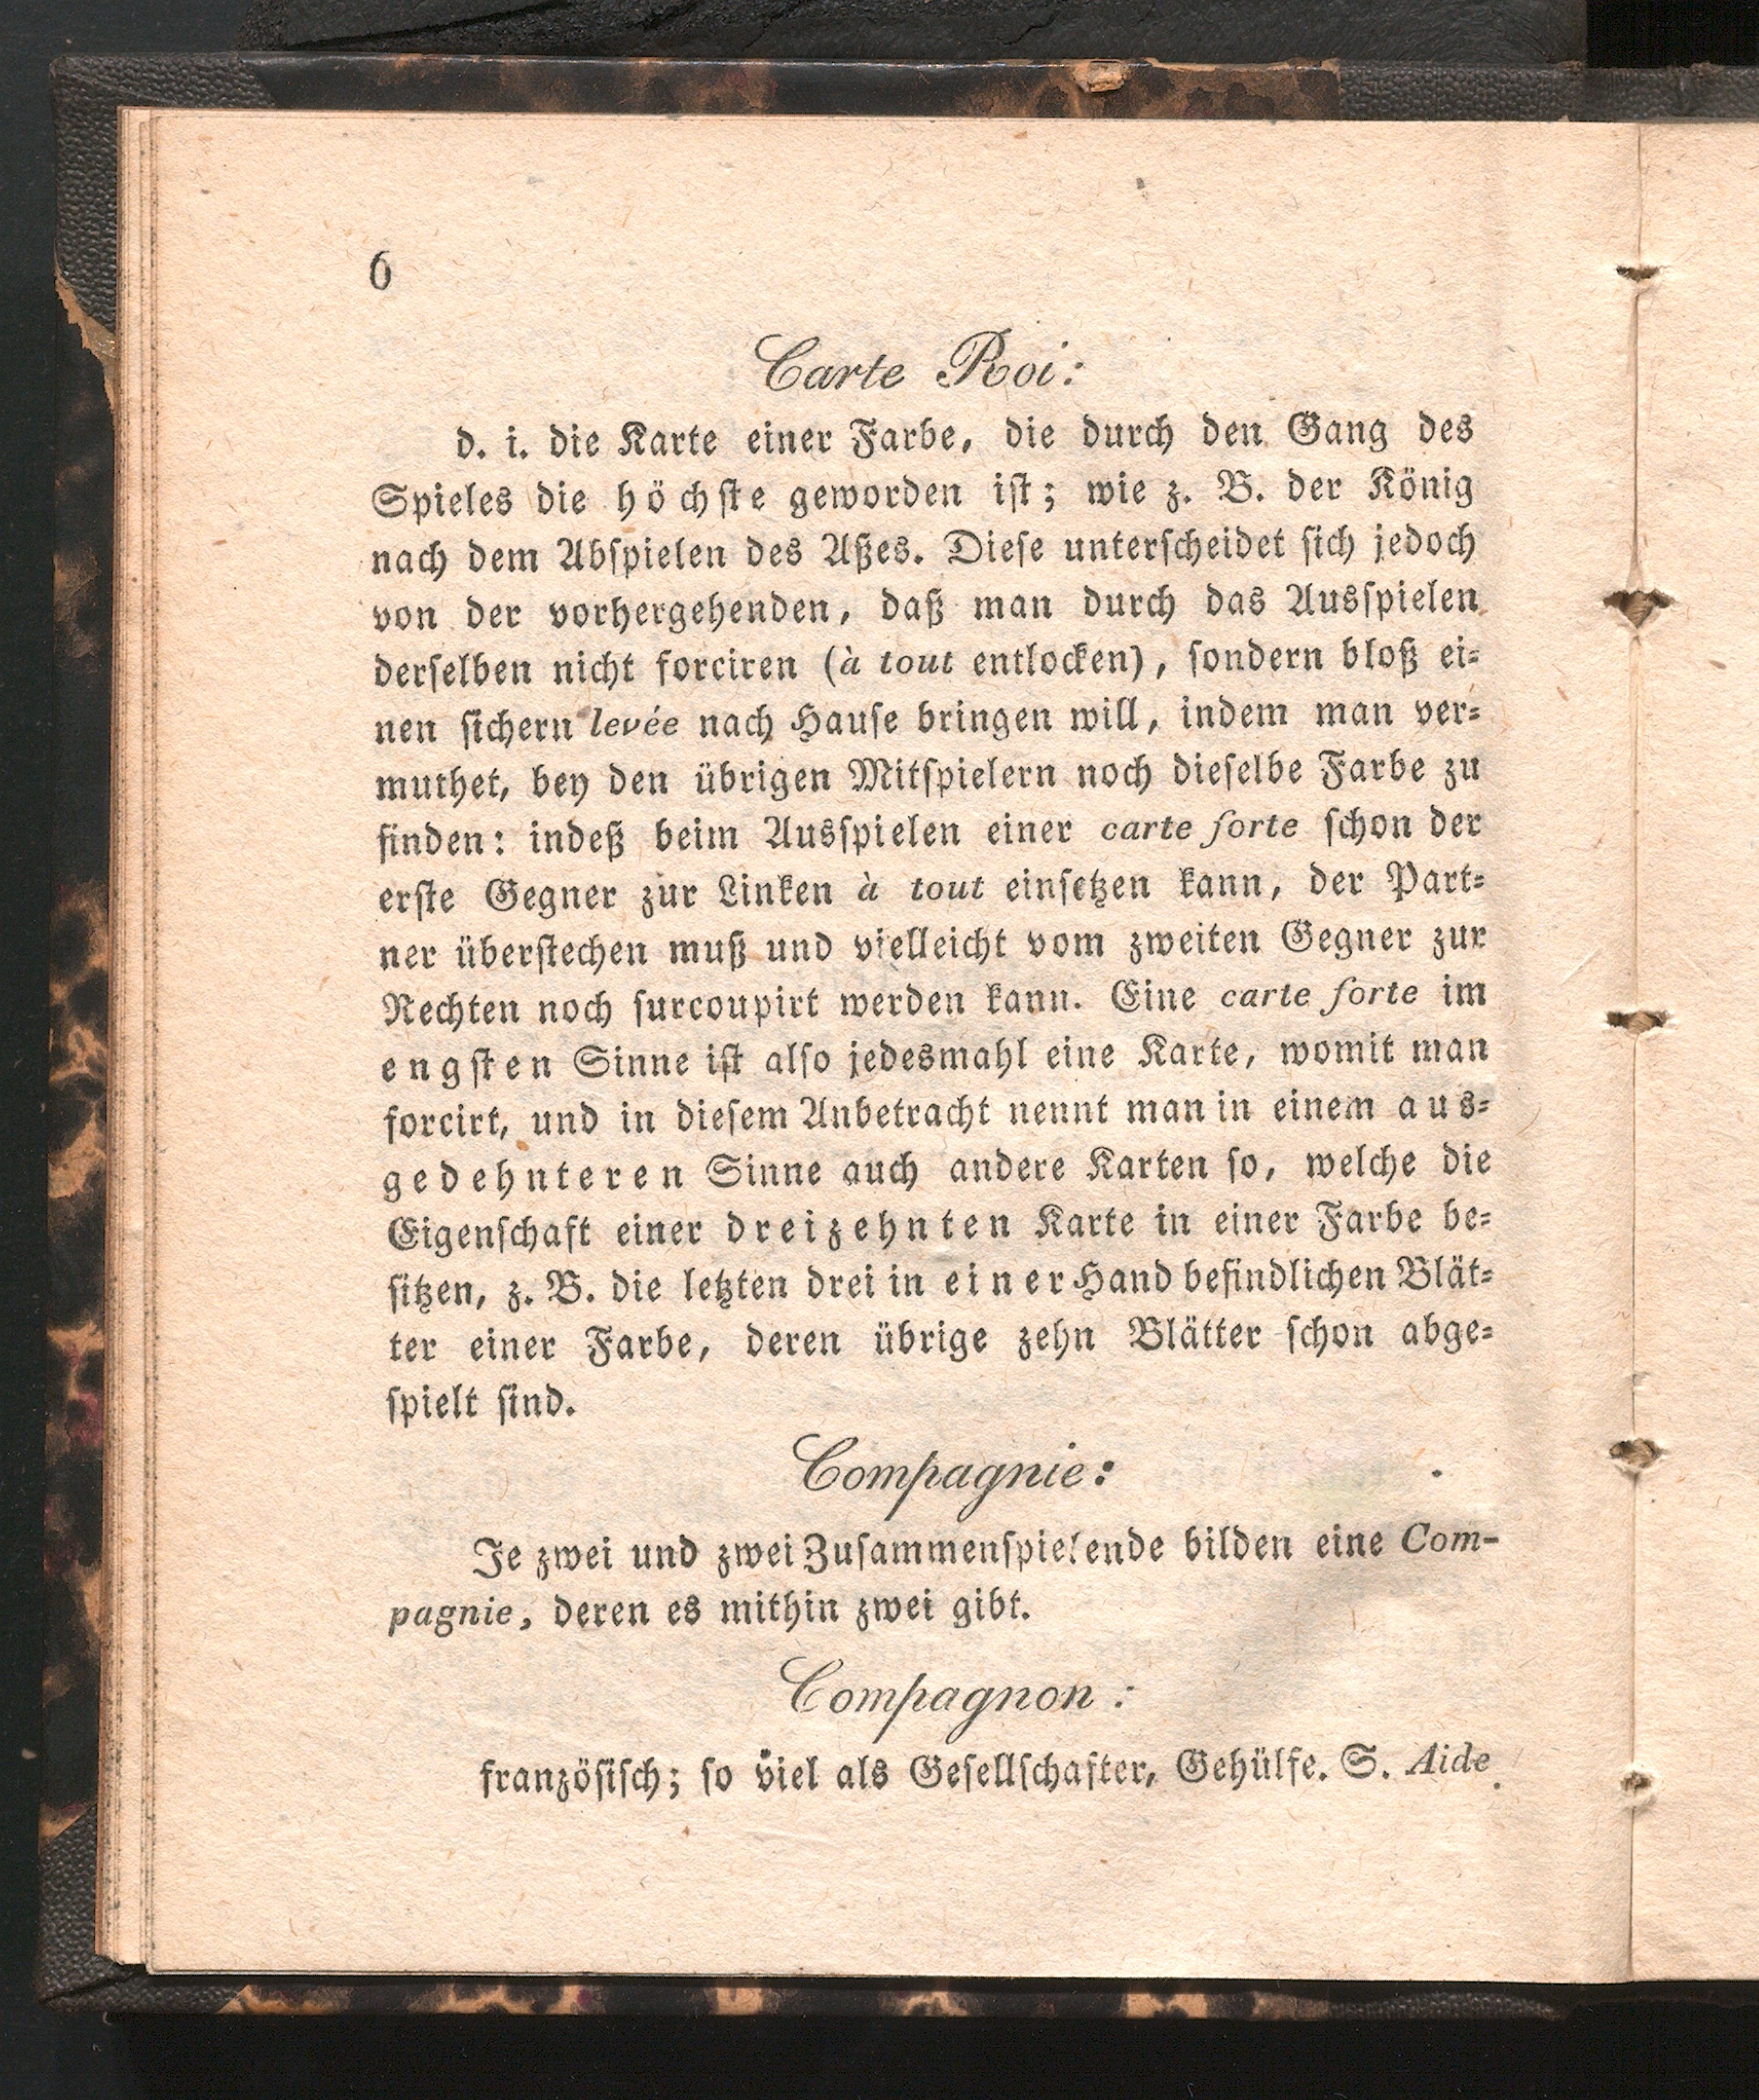 6
Carte Roi:
d. i. die Karte einer Farbe, die durch den Gang des
Spieles die höchste geworden ist; wie z. B. der König
nach dem Abspielen des Aßes. Diese unterscheidet sich jedoch
von der vorhergehenden, daß man durch das Ausspielen
derselben nicht forciren (à tout entlocken), sondern bloß ei-
nen sichern levée nach Hause bringen will, indem man ver-
muthet, bey den übrigen Mitspielern noch dieselbe Farbe zu
finden: indeß beim Ausspielen einer carte forte schon der
erste Gegner zur Linken à tout einsetzen kann, der Part-
ner überstechen muß und vielleicht vom zweiten Gegner zur
Rechten noch surcoupirt werden kann. Eine carte forte im
engsten Sinne ist also jedesmahl eine Karte, womit man
forcirt, und in diesem Anbetracht nennt man in einem aus-
gedehnteren Sinne auch andere Karten so, welche die
Eigenschaft einer dreizehnten Karte in einer Farbe be-
sitzen, z. B. die letzten drei in einer Hand befindlichen Blät-
ter einer Farbe, deren übrige zehn Blätter schon abge-
spielt sind.
Compagnie:
Je zwei und zwei Zusammenspielende bilden eine Com-
pagnie, deren es mithin zwei gibt.
Compagnon:
französisch; so viel als Gesellschafter, Gehülfe. S. Aide.